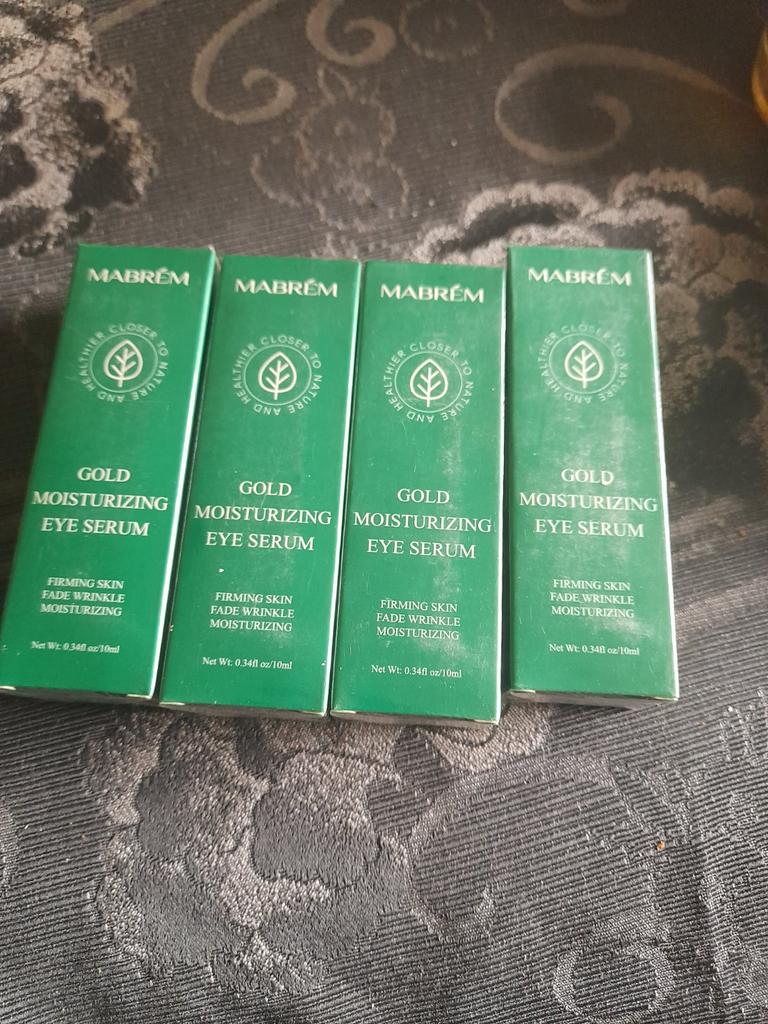 MABRÉM
CLOSER TO NATURE AND HEALTHIER
GOLD
MOISTURIZING
EYE SERUM
FIRMING SKIN
FADE WRINKLE
MOISTURIZING
Net Wt: 0.34fl oz/10ml
MABRÉM
CLOSER TO NATURE AND HEALTHIER
GOLD
MOISTURIZING
EYE SERUM
FIRMING SKIN
FADE WRINKLE
MOISTURIZING
Net Wt: 0.34fl oz/10ml
MABRÉM
CLOSER TO NATURE AND HEALTHIER
GOLD
MOISTURIZING
EYE SERUM
FIRMING SKIN
FADE WRINKLE
MOISTURIZING
Net Wt: 0.34fl oz/10ml
MABRÉM
CLOSER TO NATURE AND HEALTHIER
GOLD
MOISTURIZING
EYE SERUM
FIRMING SKIN
FADE WRINKLE
MOISTURIZING
Net Wt: 0.34fl oz/10ml